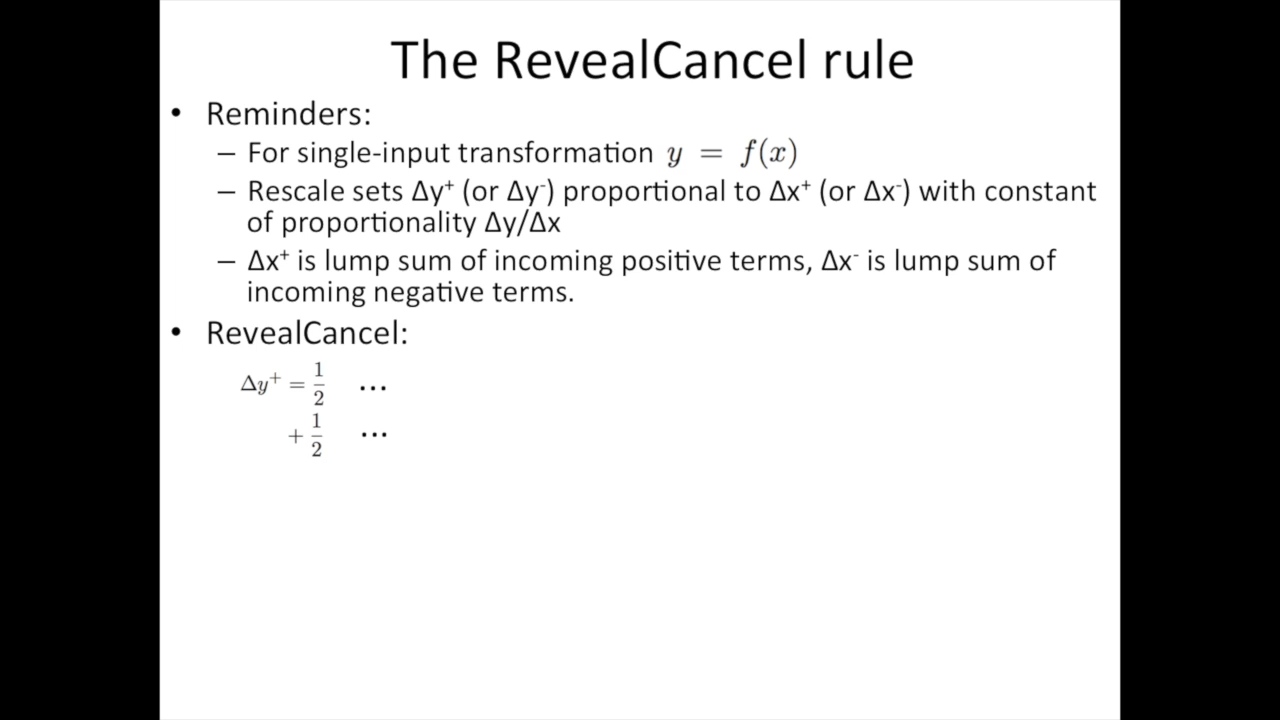 The RevealCancel rule
• Reminders:
– For single-input transformation y = f(x)
– Rescale sets Δy⁺ (or Δy⁻) proportional to Δx⁺ (or Δx⁻) with constant
of proportionality Δy/Δx
– Δx⁺ is lump sum of incoming positive terms, Δx⁻ is lump sum of
incoming negative terms.
• RevealCancel:
Δy⁺ = 1/2 ...
+ 1/2 ...